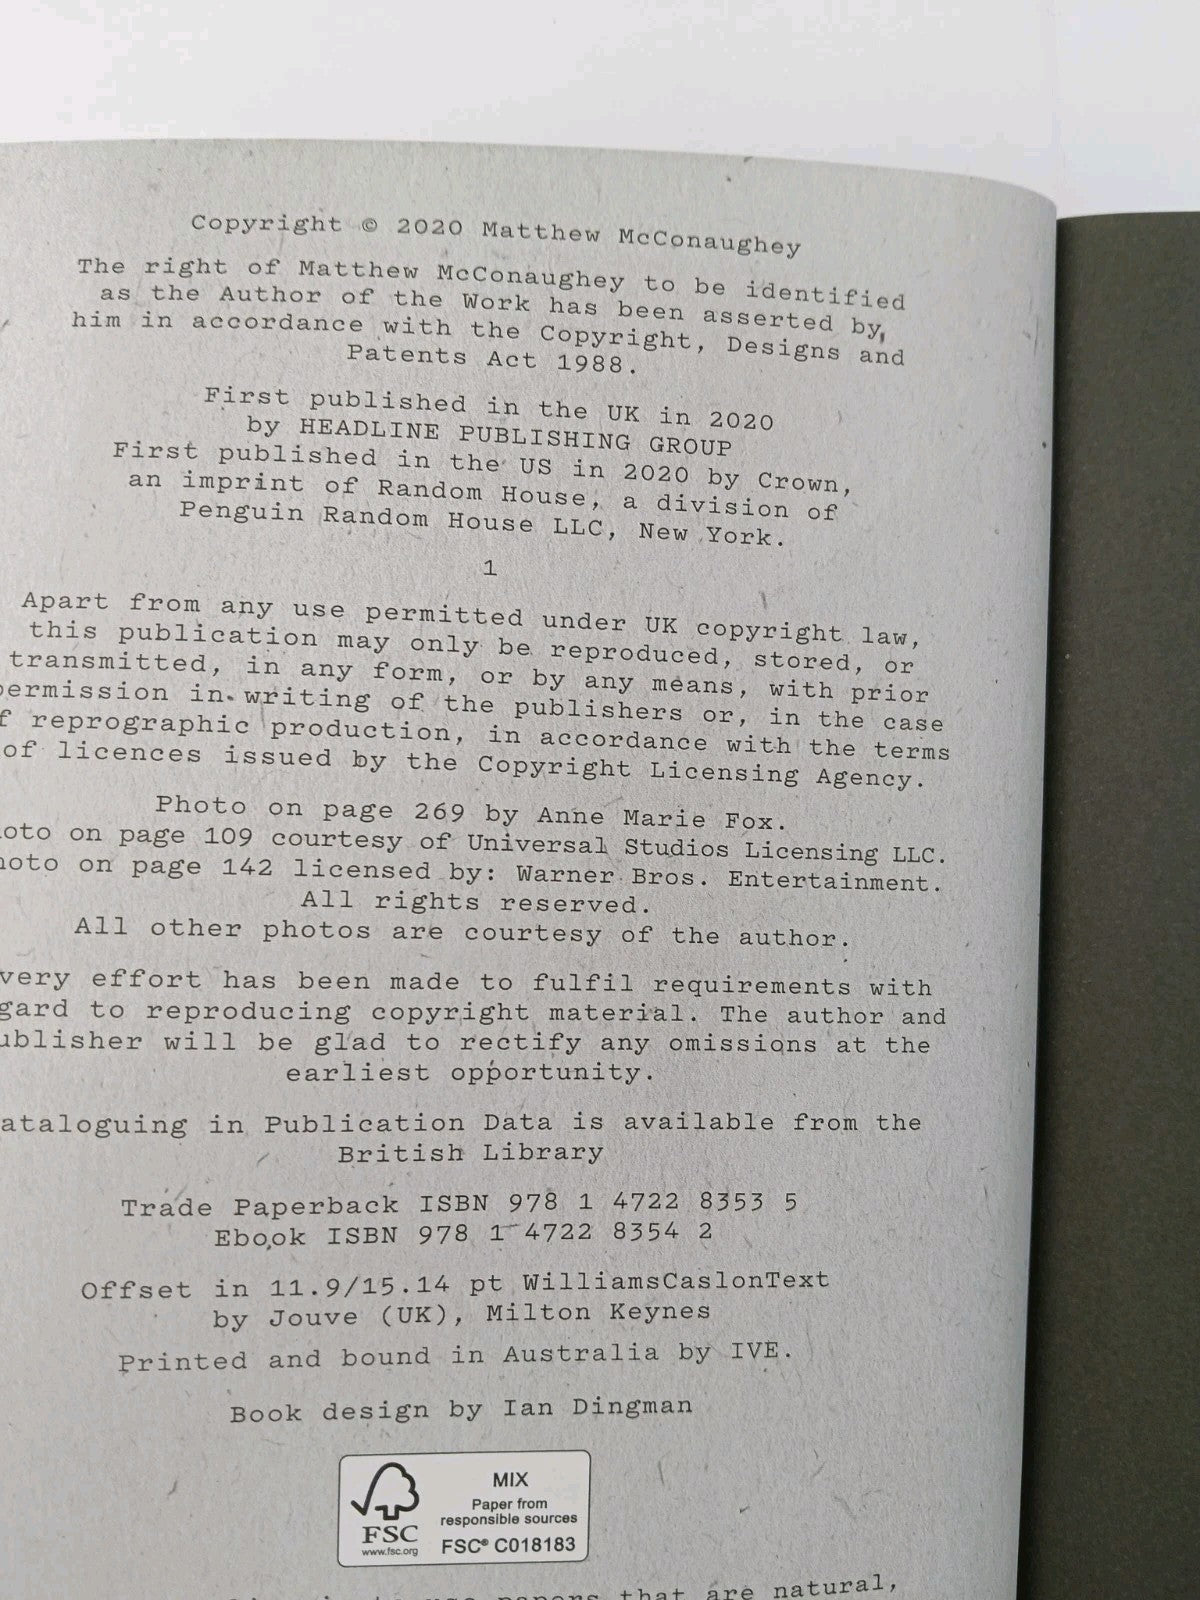 Copyright © 2020 Matthew McConaughey
The right of Matthew McConaughey to be identified
as the Author of the Work has been asserted by
him in accordance with the Copyright, Designs and
Patents Act 1988.
First published in the UK in 2020
by HEADLINE PUBLISHING GROUP
First published in the US in 2020 by Crown,
an imprint of Random House, a division of
Penguin Random House LLC, New York.
1
Apart from any use permitted under UK copyright law,
this publication may only be reproduced, stored, or
transmitted, in any form, or by any means, with prior
permission in writing of the publishers or, in the case
f reprographic production, in accordance with the terms
of licences issued by the Copyright Licensing Agency.
Photo on page 269 by Anne Marie Fox.
oto on page 109 courtesy of Universal Studios Licensing LLC.
hoto on page 142 licensed by: Warner Bros. Entertainment.
All rights reserved.
All other photos are courtesy of the author.
very effort has been made to fulfil requirements with
gard to reproducing copyright material. The author and
ublisher will be glad to rectify any omissions at the
earliest opportunity.
ataloguing in Publication Data is available from the
British Library
Trade Paperback ISBN 978 1 4722 8353 5
Ebook ISBN 978 1 4722 8354 2
Offset in 11.9/15.14 pt WilliamsCaslonText
by Jouve (UK), Milton Keynes
Printed and bound in Australia by IVE.
Book design by Ian Dingman
MIX
Paper from
responsible sources
FSC® C018183
FSC
www.fsc.org
papers that are natural,